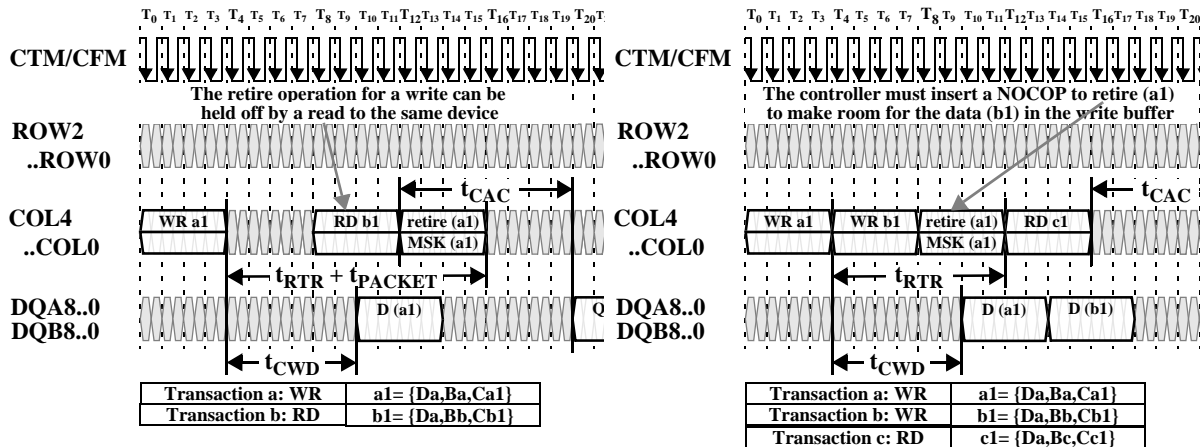 T0 T1 T2 T3 T4 T5 T6 T7 T8 T9 T10 T11 T12 T13 T14 T15 T16 T17 T18 T19 T20
CTM/CFM
The retire operation for a write can be
held off by a read to the same device
ROW2
..ROW0
tCAC
COL4
..COL0
WR a1
RD b1
retire (a1)
MSK (a1)
tRTR + tPACKET
DQA8..0
DQB8..0
D (a1)
Q
tCWD
Transaction a: WR a1= {Da,Ba,Ca1}
Transaction b: RD b1= {Da,Bb,Cb1}
T0 T1 T2 T3 T4 T5 T6 T7 T8 T9 T10 T11 T12 T13 T14 T15 T16 T17 T18 T19 T20
CTM/CFM
The controller must insert a NOCOP to retire (a1)
to make room for the data (b1) in the write buffer
ROW2
..ROW0
tCAC
COL4
..COL0
WR a1
WR b1
retire (a1)
MSK (a1)
RD c1
tRTR
DQA8..0
DQB8..0
D (a1)
D (b1)
tCWD
Transaction a: WR a1= {Da,Ba,Ca1}
Transaction b: WR b1= {Da,Bb,Cb1}
Transaction c: RD c1= {Da,Bc,Cc1}